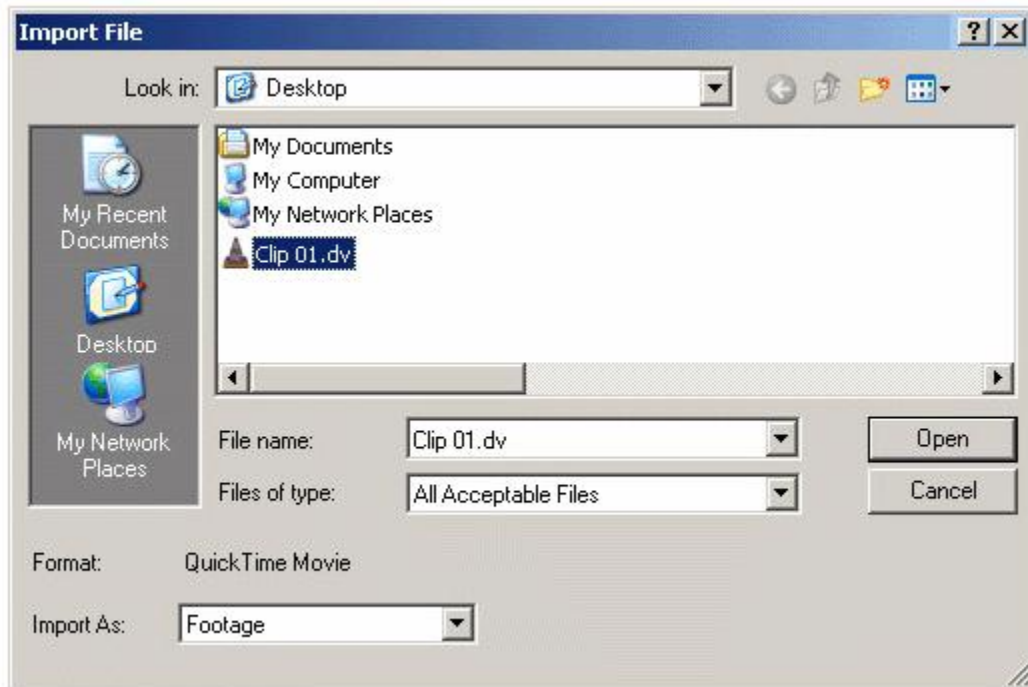 Import File
Look in: Desktop
My Recent
Documents
Desktop
My Network
Places
My Documents
My Computer
My Network Places
Clip 01.dv
File name: Clip 01.dv Open
Files of type: All Acceptable Files Cancel
Format: QuickTime Movie
Import As: Footage